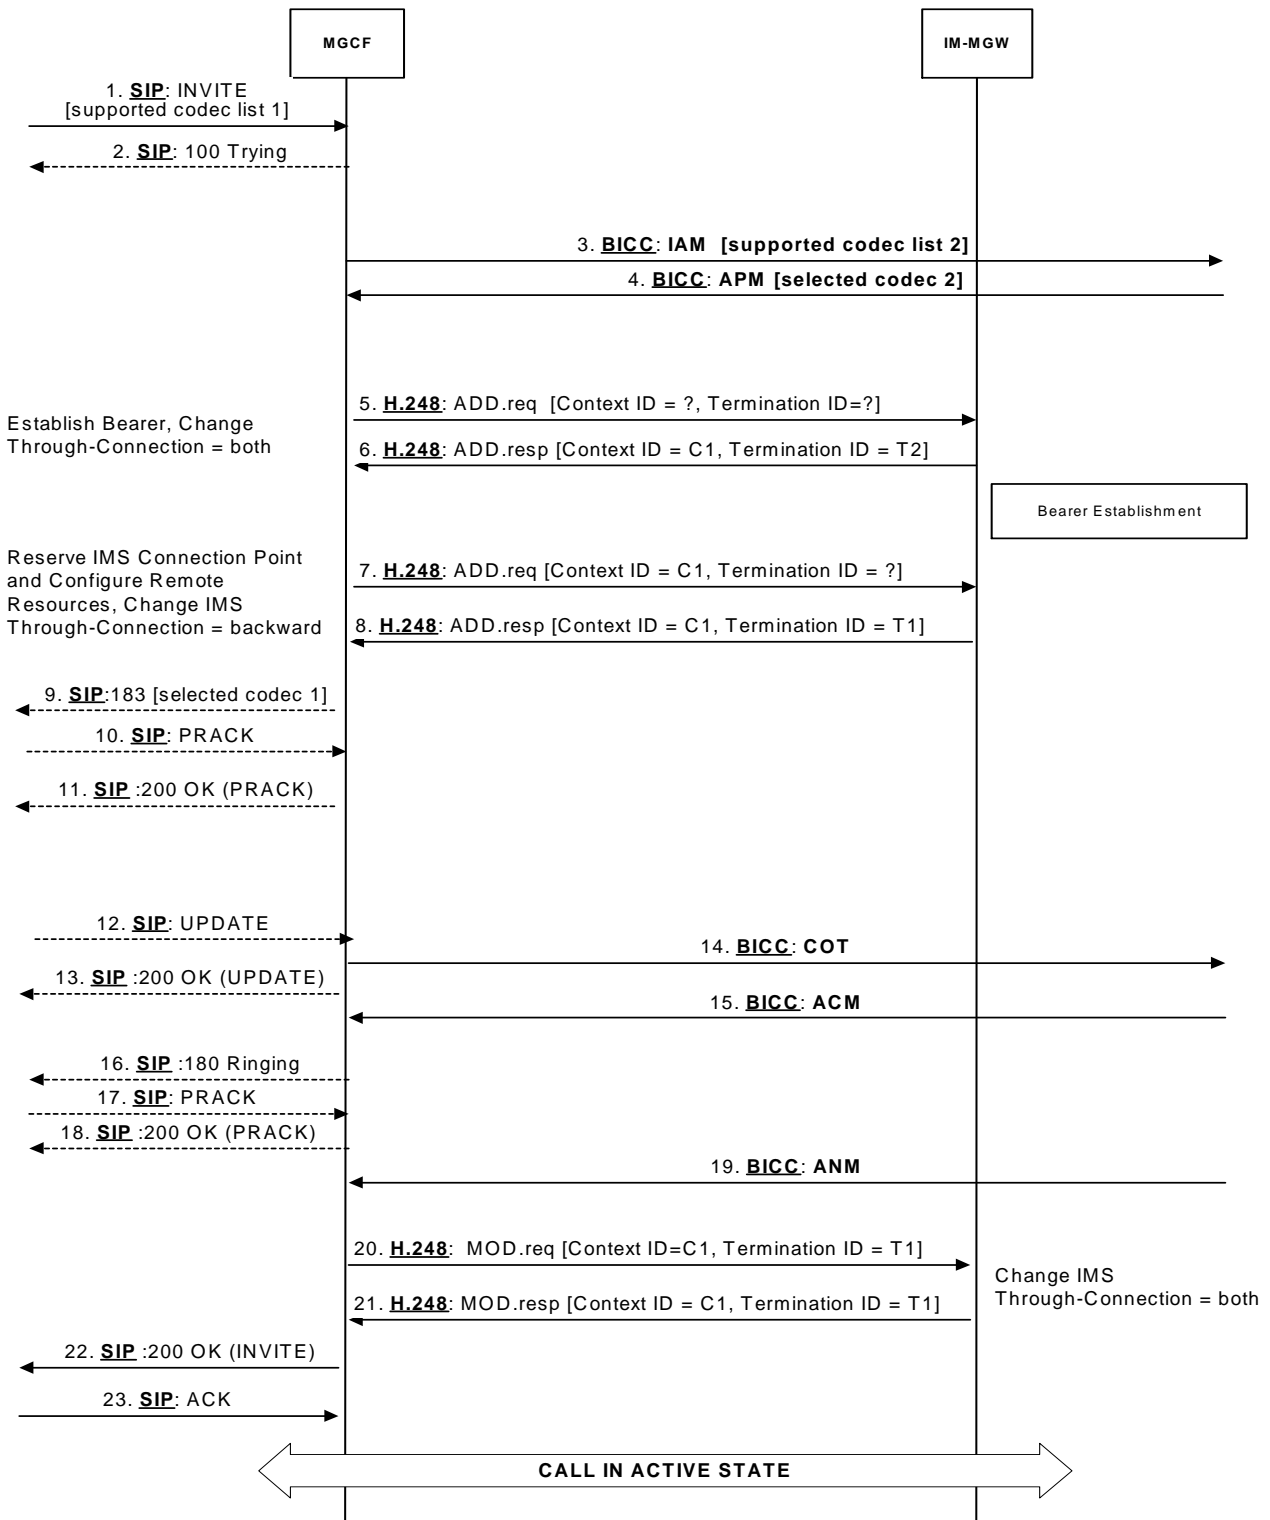 MGCF
IM-MGW
1. SIP: INVITE
[supported codec list 1]
2. SIP: 100 Trying
3. BICC: IAM [supported codec list 2]
4. BICC: APM [selected codec 2]
5. H.248: ADD.req [Context ID = ?, Termination ID=?]
Establish Bearer, Change
Through-Connection = both
6. H.248: ADD.resp [Context ID = C1, Termination ID = T2]
Bearer Establishment
Reserve IMS Connection Point
and Configure Remote
Resources, Change IMS
Through-Connection = backward
7. H.248: ADD.req [Context ID = C1, Termination ID = ?]
8. H.248: ADD.resp [Context ID = C1, Termination ID = T1]
9. SIP:183 [selected codec 1]
10. SIP: PRACK
11. SIP :200 OK (PRACK)
12. SIP: UPDATE
14. BICC: COT
13. SIP :200 OK (UPDATE)
15. BICC: ACM
16. SIP :180 Ringing
17. SIP: PRACK
18. SIP :200 OK (PRACK)
19. BICC: ANM
20. H.248: MOD.req [Context ID=C1, Termination ID = T1]
Change IMS
Through-Connection = both
21. H.248: MOD.resp [Context ID = C1, Termination ID = T1]
22. SIP :200 OK (INVITE)
23. SIP: ACK
CALL IN ACTIVE STATE